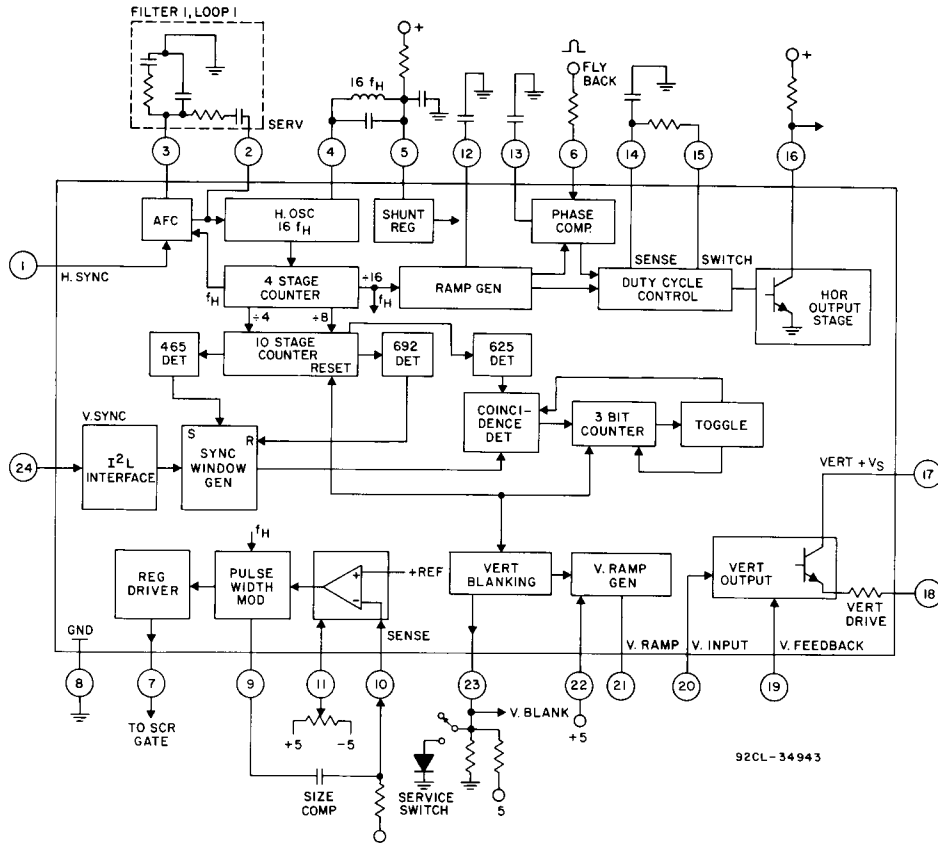 FILTER 1, LOOP 1
SERV
16 fH
+
FLY
BACK
+
3
2
4
5
12
13
6
14
15
16
AFC
H. OSC
16 fH
SHUNT
REG
PHASE
COMP.
SENSE
SWITCH
1
H. SYNC
fH
4 STAGE
COUNTER
÷16
fH
RAMP GEN
DUTY CYCLE
CONTROL
HOR
OUTPUT
STAGE
÷4
÷8
465
DET
10 STAGE
COUNTER
RESET
692
DET
625
DET
COINCI-
DENCE
DET
3 BIT
COUNTER
TOGGLE
V. SYNC
24
I²L
INTERFACE
S
R
SYNC
WINDOW
GEN
VERT +VS
17
fH
REG
DRIVER
PULSE
WIDTH
MOD
+
-
+REF
SENSE
VERT
BLANKING
V. RAMP
GEN
VERT
OUTPUT
VERT
DRIVE
18
GND
V. RAMP
V. INPUT
V. FEEDBACK
8
7
9
11
10
23
22
21
20
19
TO SCR
GATE
+5
-5
V. BLANK
+5
SIZE
COMP
SERVICE
SWITCH
5
92CL-34943